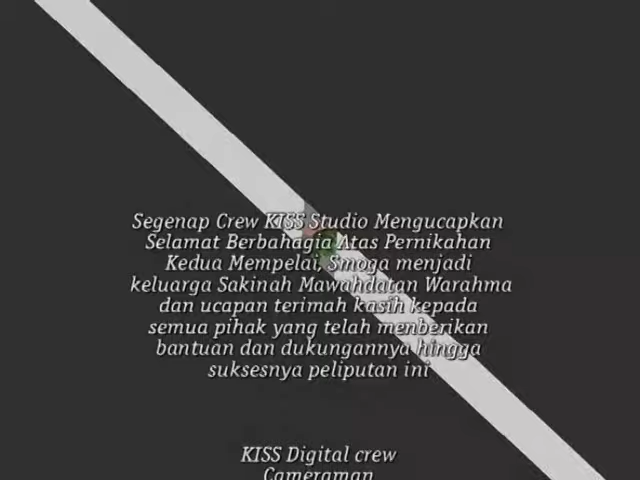 Segenap Crew KISS Studio Mengucapkan
Selamat Berbahagia Atas Pernikahan
Kedua Mempelai, Smoga menjadi
keluarga Sakinah Mawahdatan Warahma
dan ucapan terimah kasih kepada
semua pihak yang telah menberikan
bantuan dan dukungannya hingga
suksesnya peliputan ini
KISS Digital crew
Cameraman